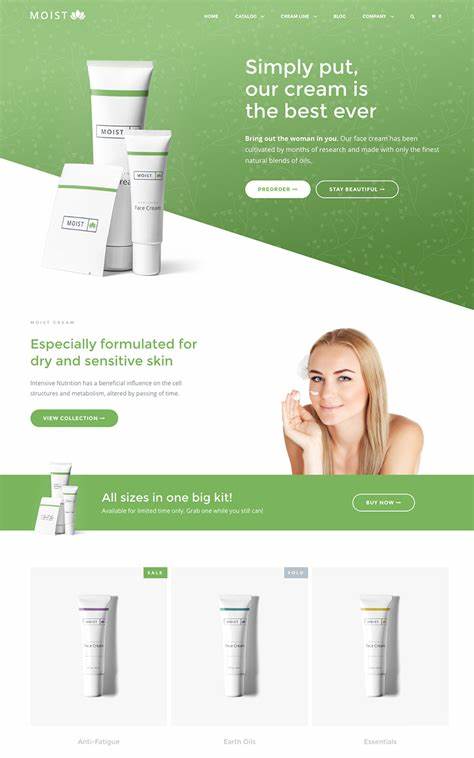 MOIST
HOME
CATALOG
CREAM LINE
BLOG
COMPANY
0
Simply put,
our cream is
the best ever
Bring out the woman in you. Our face cream has been
cultivated by months of research and made with only the finest
natural blends of oils.
PREORDER →
STAY BEAUTIFUL →
MOIST
Cream
MOIST
Face Cream
MOIST
MOIST CREAM
Especially formulated for
dry and sensitive skin
Intensive Nutrition has a beneficial influence on the cell
structures and metabolism, altered by passing of time.
VIEW COLLECTION →
All sizes in one big kit!
Available for limited time only. Grab one while you still can!
BUY NOW →
SALE
SOLD
MOIST
Face Cream
MOIST
Face Cream
MOIST
Face Cream
Anti-Fatigue
Earth Oils
Essentials